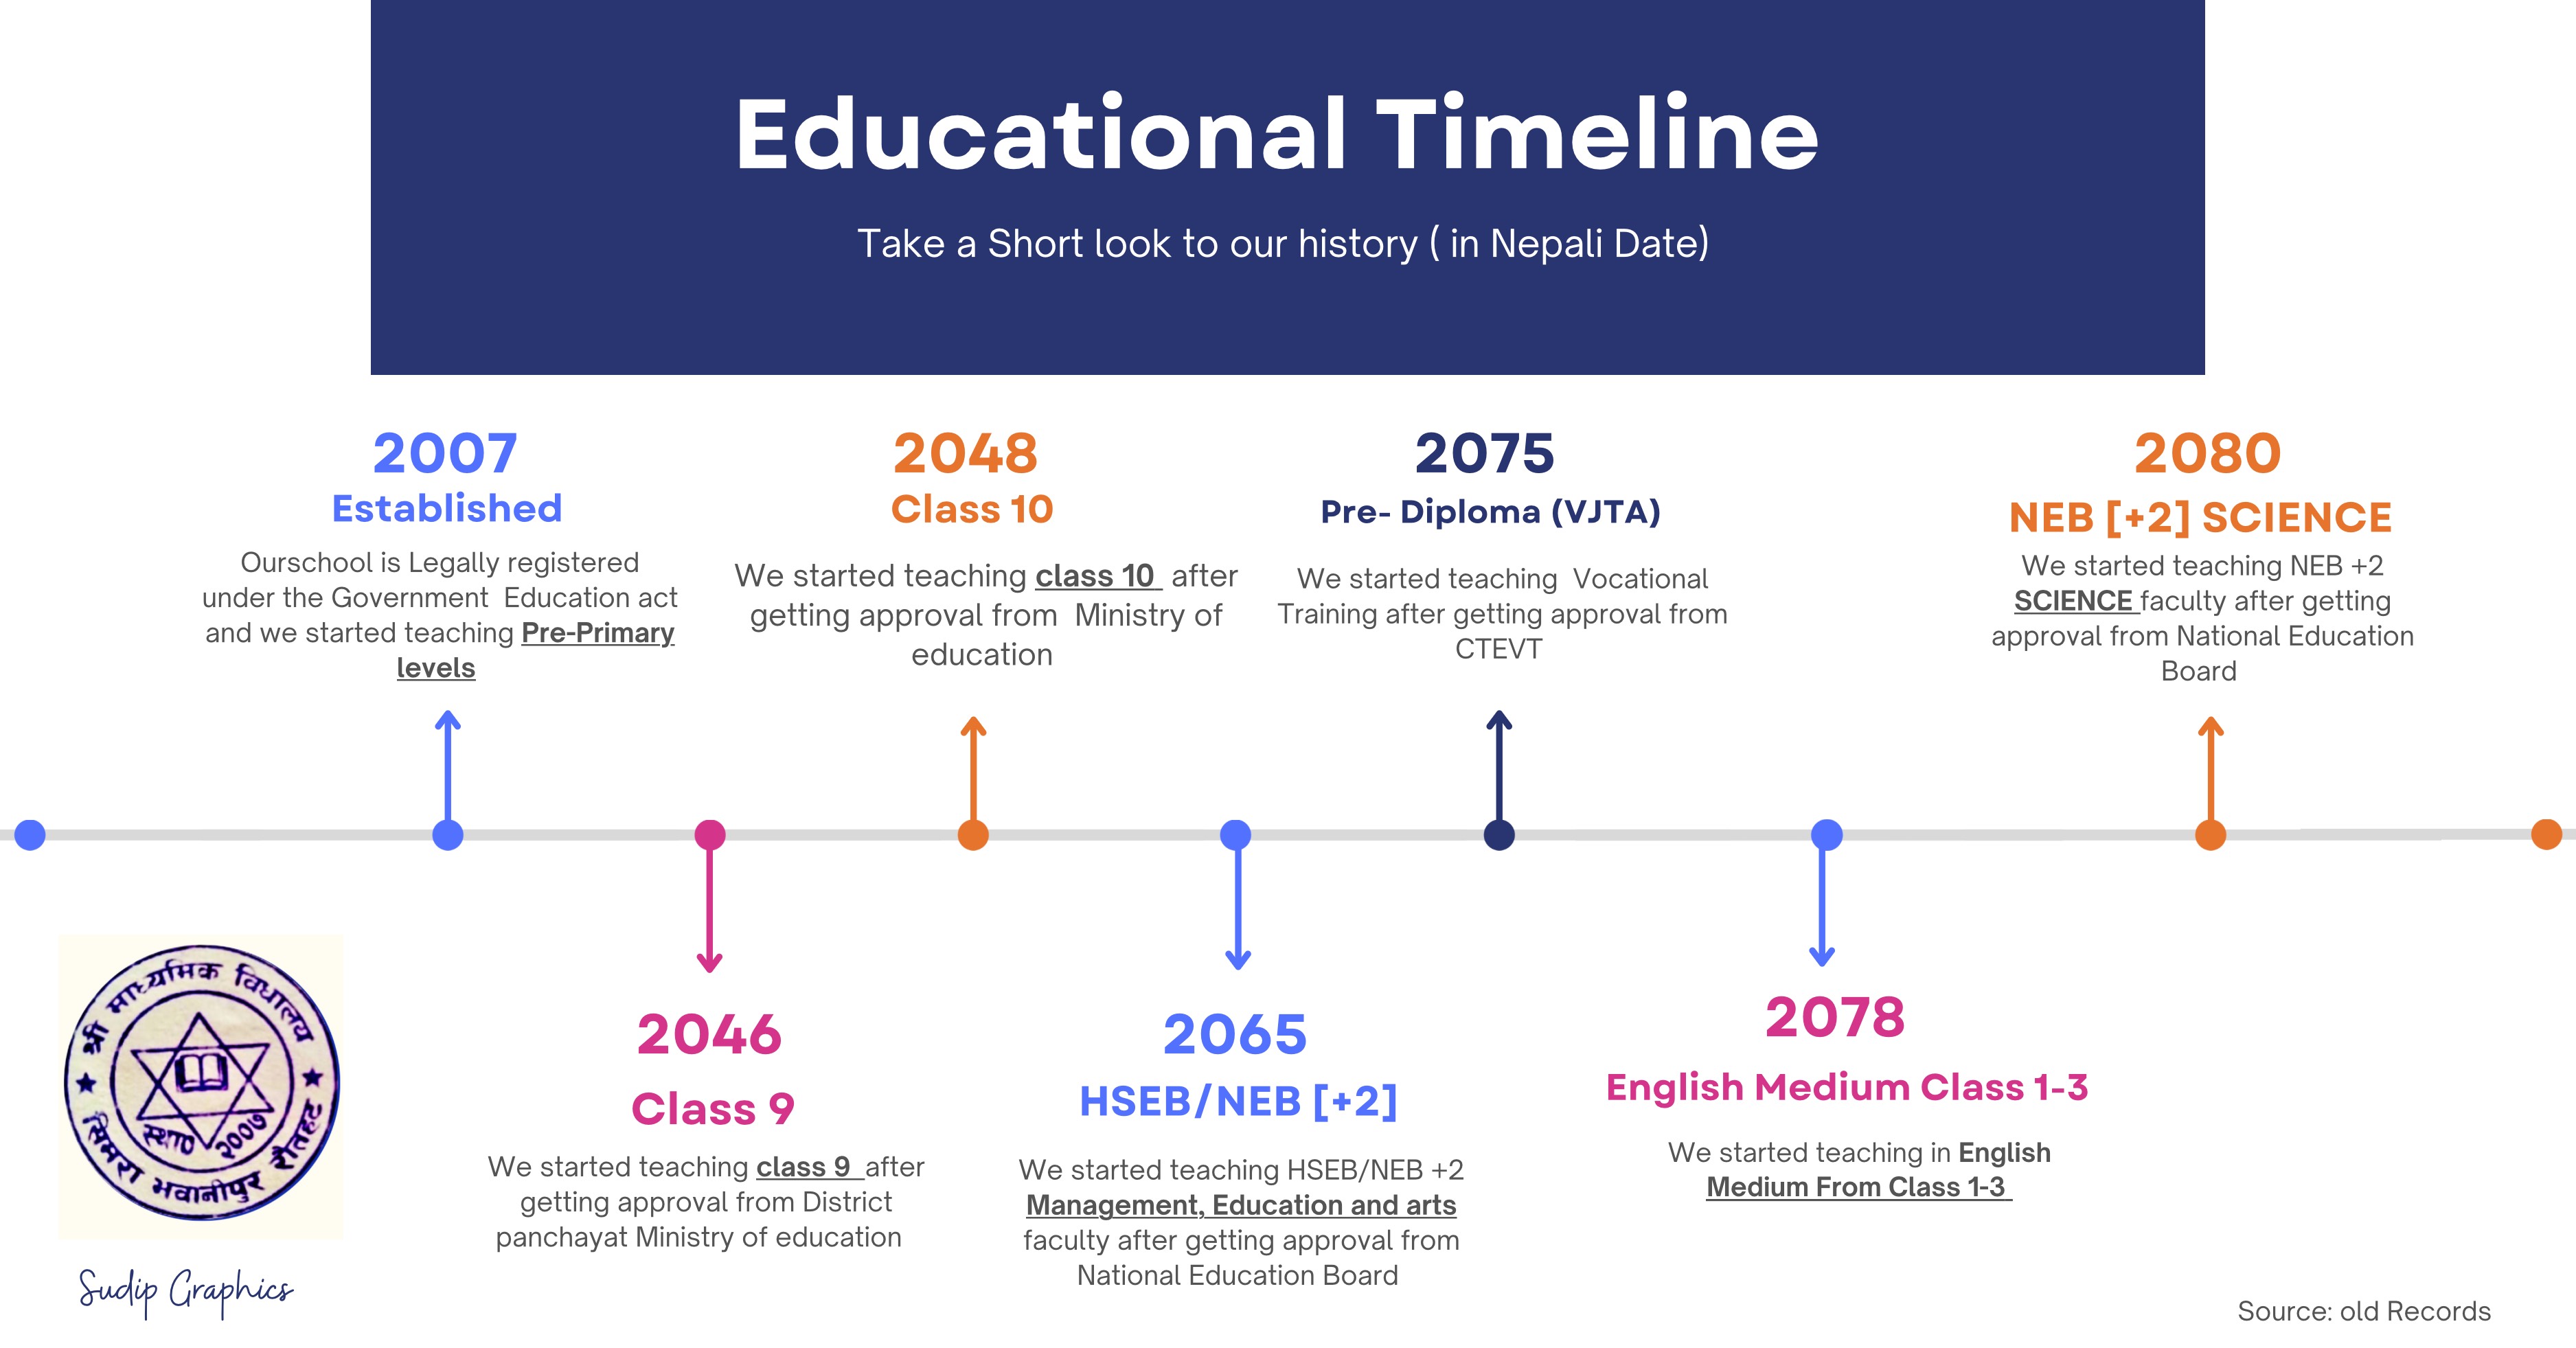 Educational Timeline
Take a Short look to our history ( in Nepali Date)
2007
Established
Ourschool is Legally registered
under the Government Education act
and we started teaching Pre-Primary
levels
2048
Class 10
We started teaching class 10 after
getting approval from Ministry of
education
2075
Pre- Diploma (VJTA)
We started teaching Vocational
Training after getting approval from
CTEVT
2080
NEB [+2] SCIENCE
We started teaching NEB +2
SCIENCE faculty after getting
approval from National Education
Board
2046
Class 9
We started teaching class 9 after
getting approval from District
panchayat Ministry of education
2065
HSEB/NEB [+2]
We started teaching HSEB/NEB +2
Management, Education and arts
faculty after getting approval from
National Education Board
2078
English Medium Class 1-3
We started teaching in English
Medium From Class 1-3
श्री माध्यमिक विद्यालय
स्था० २००७
सिमरा भवानीपुर रौतहट
Sudip Graphics
Source: old Records